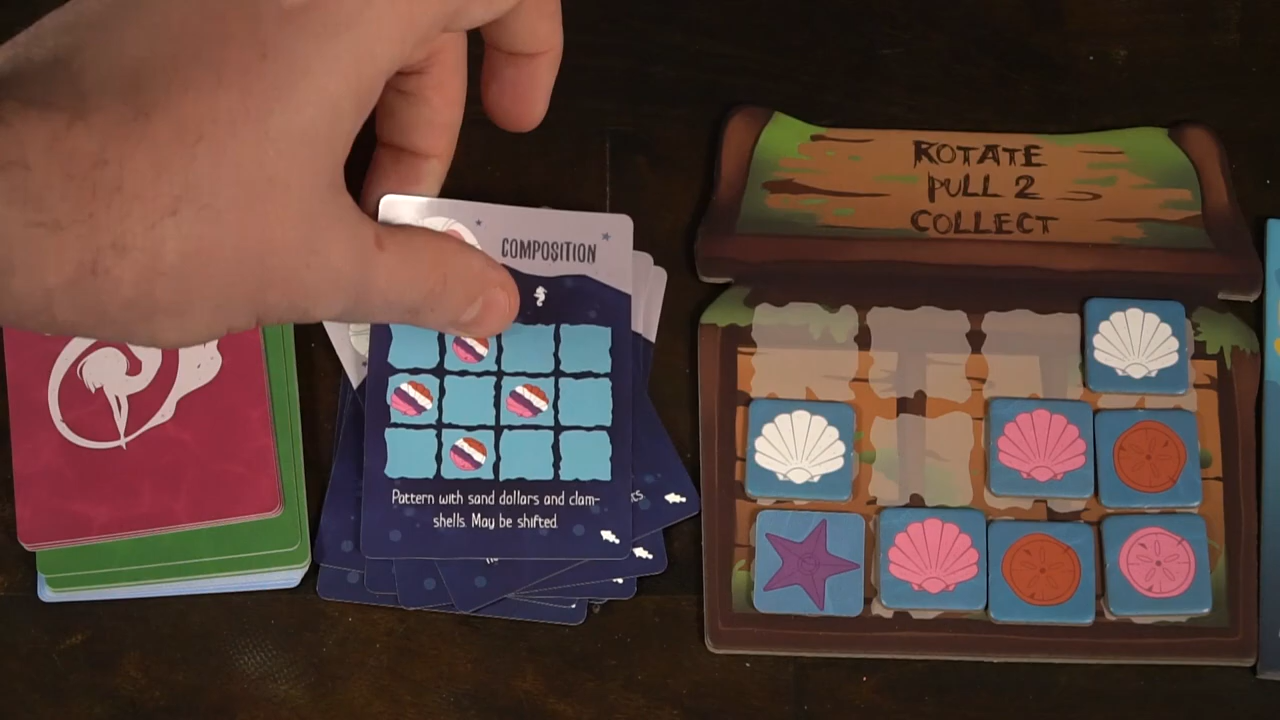 ROTATE
PULL 2
COLLECT
COMPOSITION
Pattern with sand dollars and clam-
shells. May be shifted.